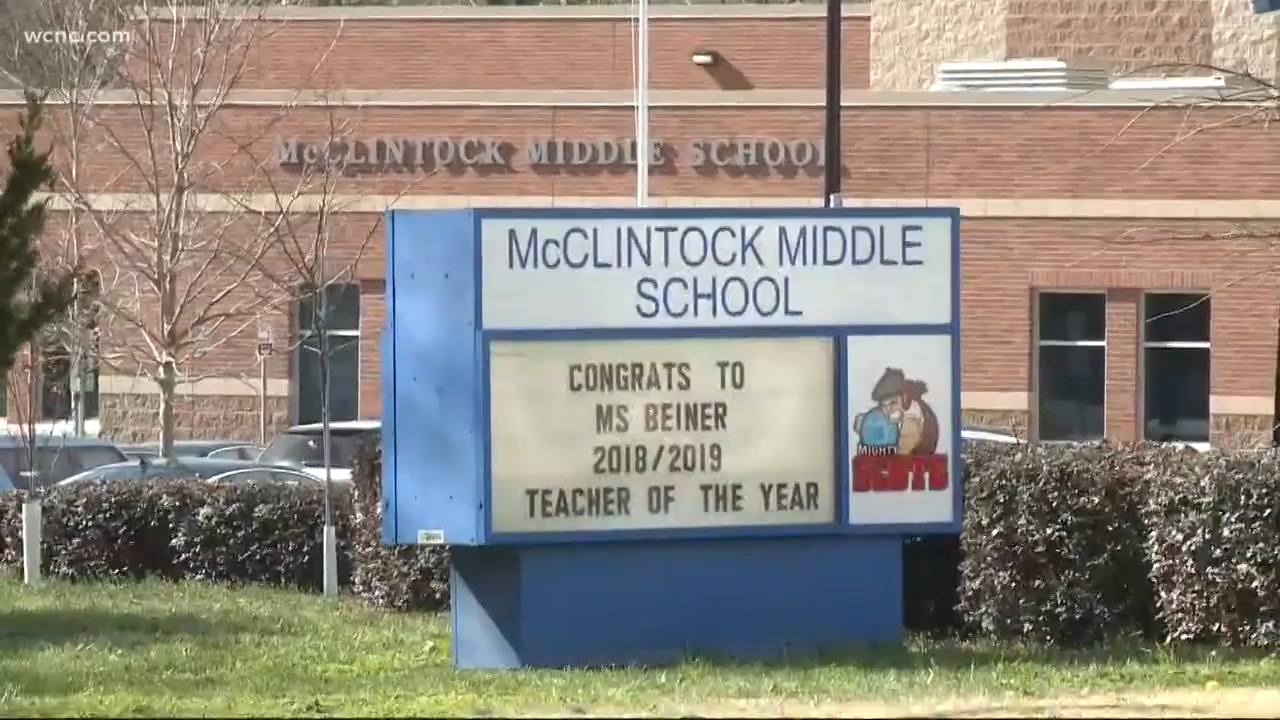 wcnc.com
McCLINTOCK MIDDLE SCHOOL
McCLINTOCK MIDDLE
SCHOOL
CONGRATS TO
MS BEINER
2018/2019
TEACHER OF THE YEAR
MIGHTY
SCOTS